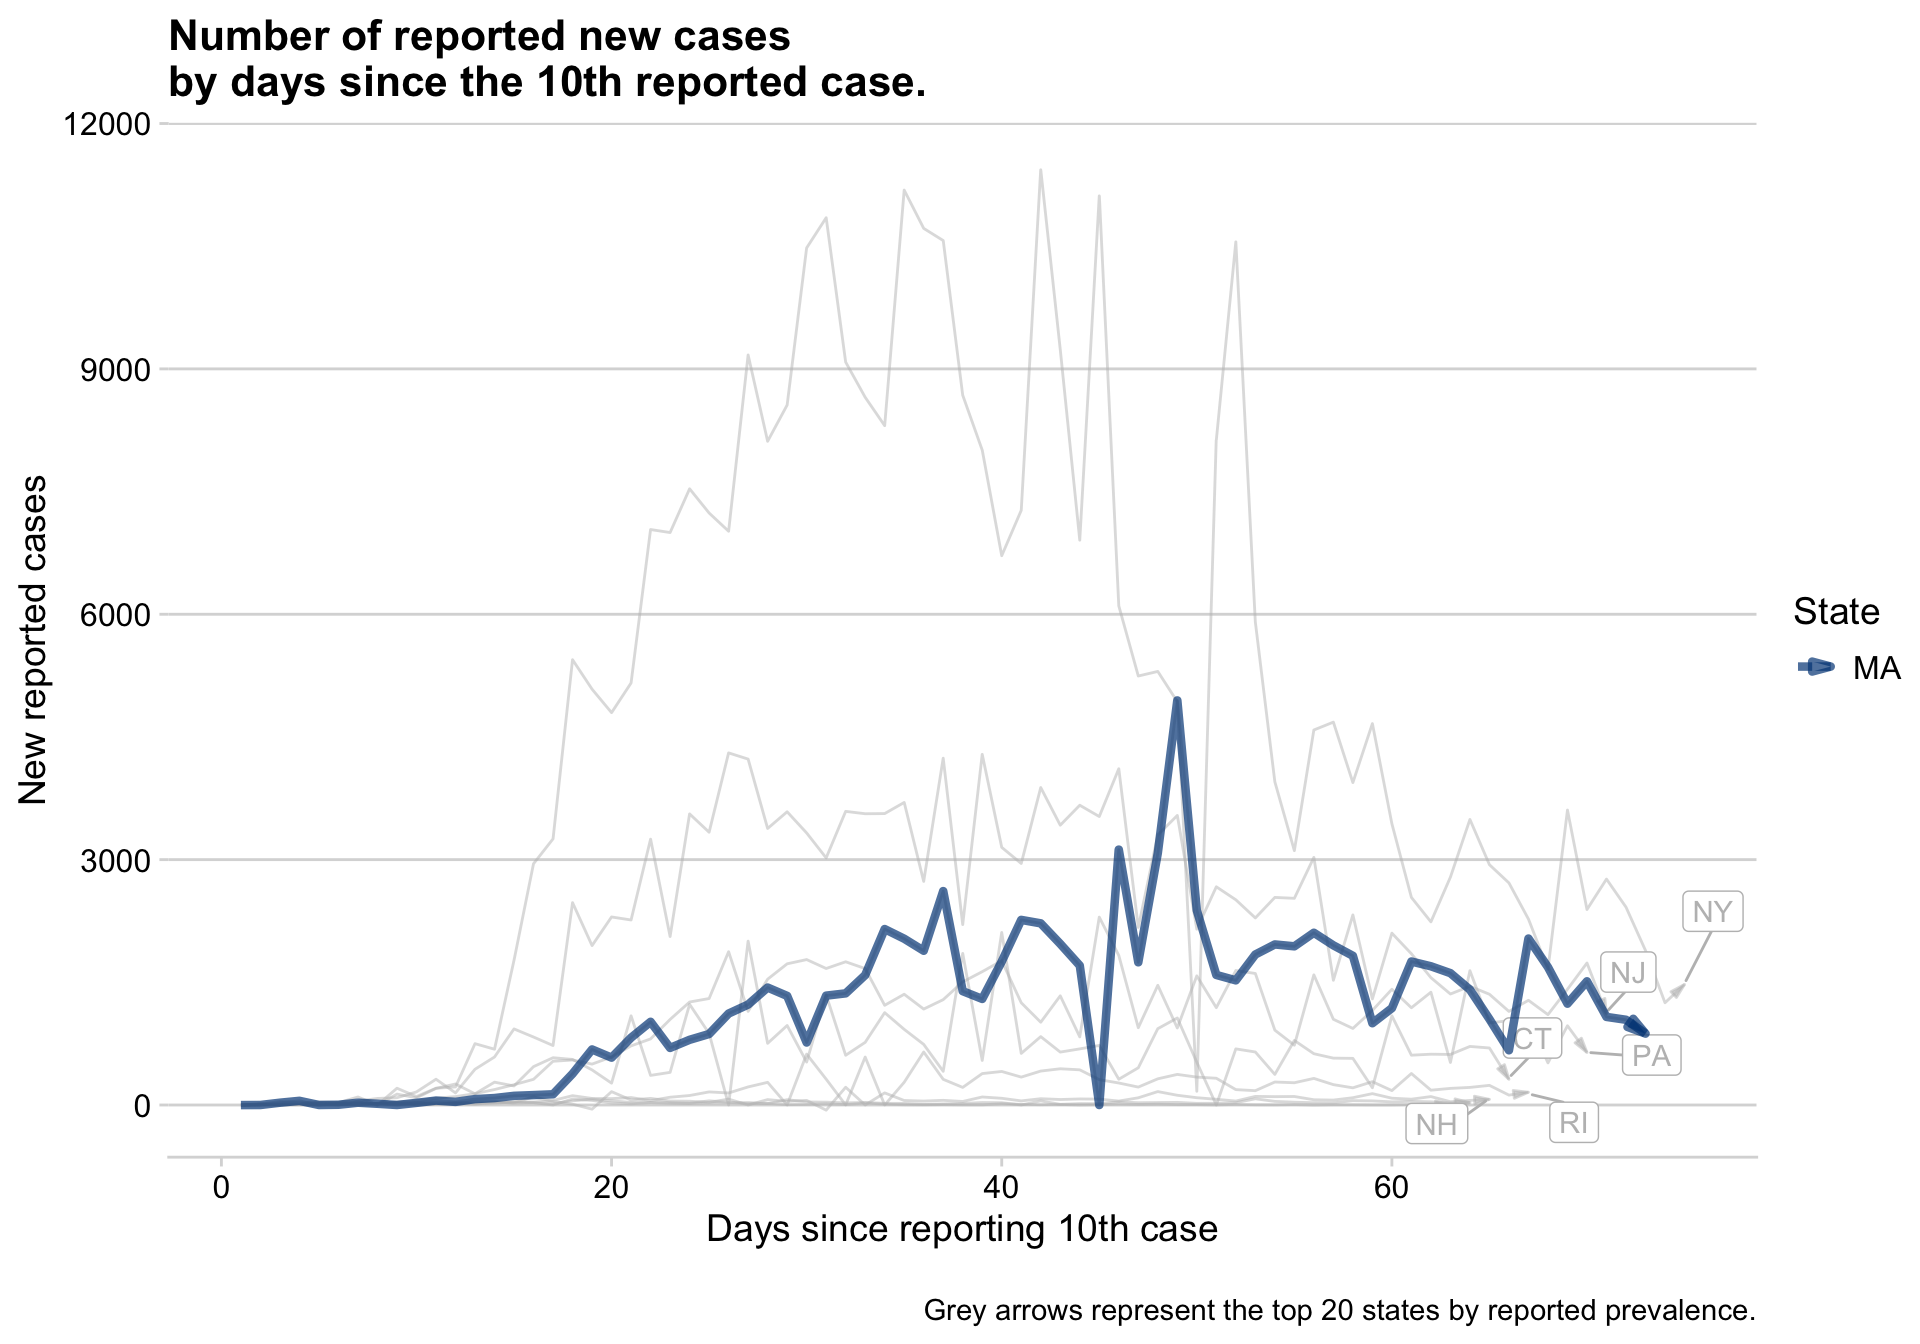 Number of reported new cases
by days since the 10th reported case.
12000
9000
6000
3000
0
New reported cases
NY
NJ
CT
PA
NH
RI
0
20
40
60
Days since reporting 10th case
State
MA
Grey arrows represent the top 20 states by reported prevalence.